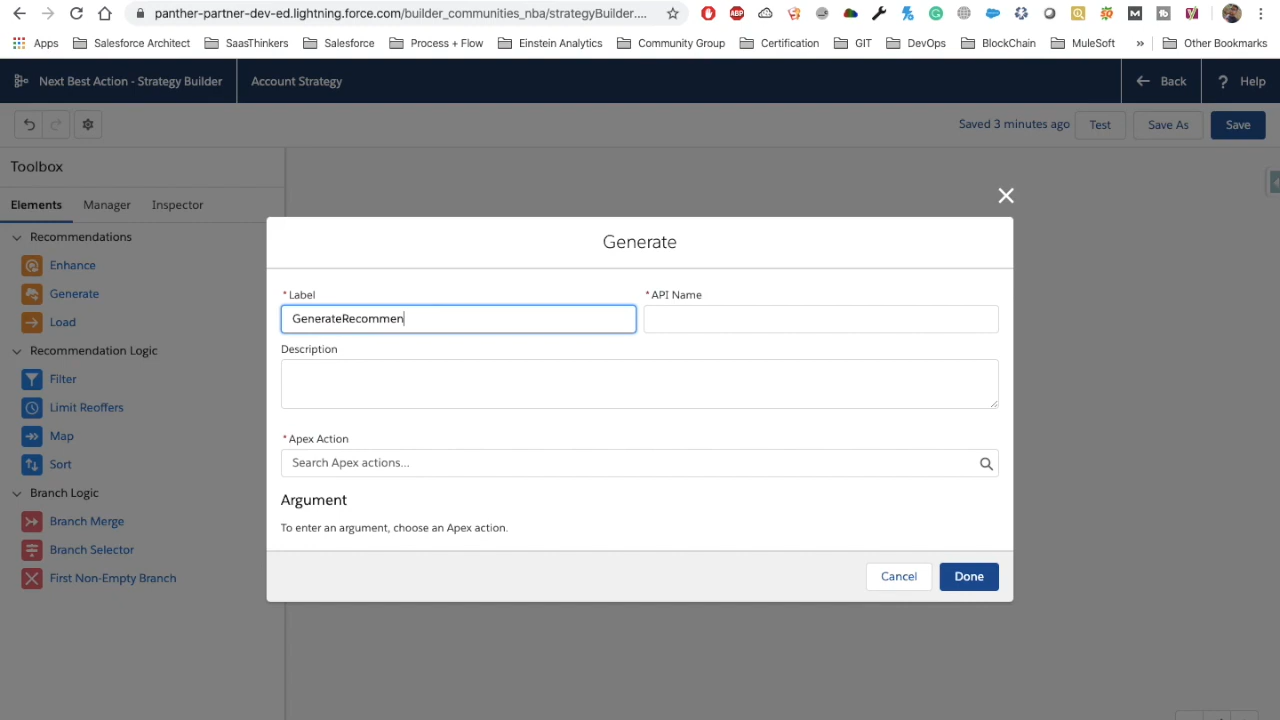 panther-partner-dev-ed.lightning.force.com/builder_communities_nba/strategyBuilder....
Apps Salesforce Architect SaasThinkers Salesforce Process + Flow Einstein Analytics Community Group Certification GIT DevOps BlockChain MuleSoft » Other Bookmarks
Next Best Action - Strategy Builder Account Strategy Back ? Help
Saved 3 minutes ago Test Save As Save
Toolbox
Elements Manager Inspector
Recommendations
Enhance
Generate
Load
Recommendation Logic
Filter
Limit Reoffers
Map
Sort
Branch Logic
Branch Merge
Branch Selector
First Non-Empty Branch
Generate
* Label * API Name
GenerateRecommen
Description
* Apex Action
Search Apex actions...
Argument
To enter an argument, choose an Apex action.
Cancel Done